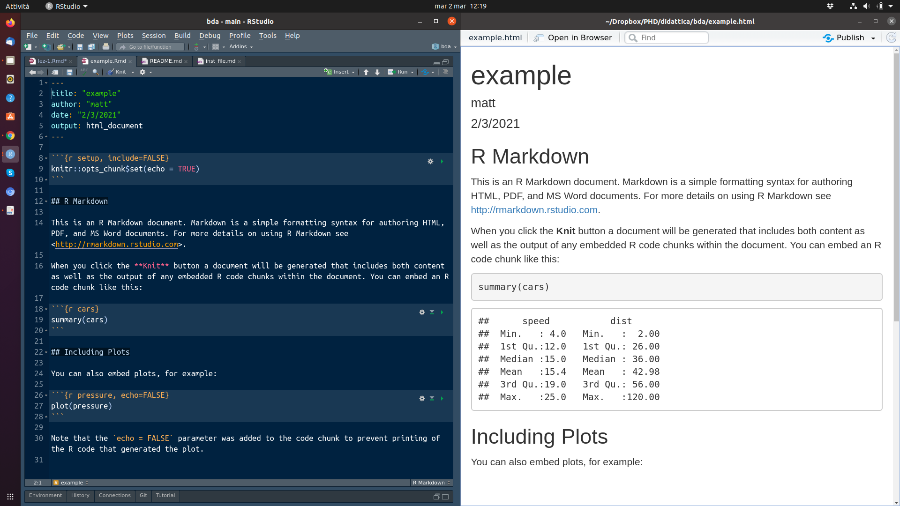 Attività
RStudio
mar 2 mar 12:19
bda - main - RStudio
File Edit Code View Plots Session Build Debug Profile Tools Help
Go to file/function
Addins
bda
lez-1.Rmd*
example.Rmd
README.md
inst_file.md
Knit
Insert
Run
1 ---
2 title: "example"
3 author: "matt"
4 date: "2/3/2021"
5 output: html_document
6 ---
7
8 ```{r setup, include=FALSE}
9 knitr::opts_chunk$set(echo = TRUE)
10 ```
11
12 ## R Markdown
13
14 This is an R Markdown document. Markdown is a simple formatting syntax for authoring HTML,
PDF, and MS Word documents. For more details on using R Markdown see
<http://rmarkdown.rstudio.com>.
15
16 When you click the **Knit** button a document will be generated that includes both content
as well as the output of any embedded R code chunks within the document. You can embed an R
code chunk like this:
17
18 ```{r cars}
19 summary(cars)
20 ```
21
22 ## Including Plots
23
24 You can also embed plots, for example:
25
26 ```{r pressure, echo=FALSE}
27 plot(pressure)
28 ```
29
30 Note that the `echo = FALSE` parameter was added to the code chunk to prevent printing of
the R code that generated the plot.
31
2:1
example
R Markdown
Environment History Connections Git Tutorial
~/Dropbox/PHD/didattica/bda/example.html
example.html
Open in Browser
Find
Publish
example
matt
2/3/2021
R Markdown
This is an R Markdown document. Markdown is a simple formatting syntax for authoring
HTML, PDF, and MS Word documents. For more details on using R Markdown see
http://rmarkdown.rstudio.com.
When you click the Knit button a document will be generated that includes both content as
well as the output of any embedded R code chunks within the document. You can embed an R
code chunk like this:
summary(cars)
## speed dist
## Min. : 4.0 Min. : 2.00
## 1st Qu.:12.0 1st Qu.: 26.00
## Median :15.0 Median : 36.00
## Mean :15.4 Mean : 42.98
## 3rd Qu.:19.0 3rd Qu.: 56.00
## Max. :25.0 Max. :120.00
Including Plots
You can also embed plots, for example: